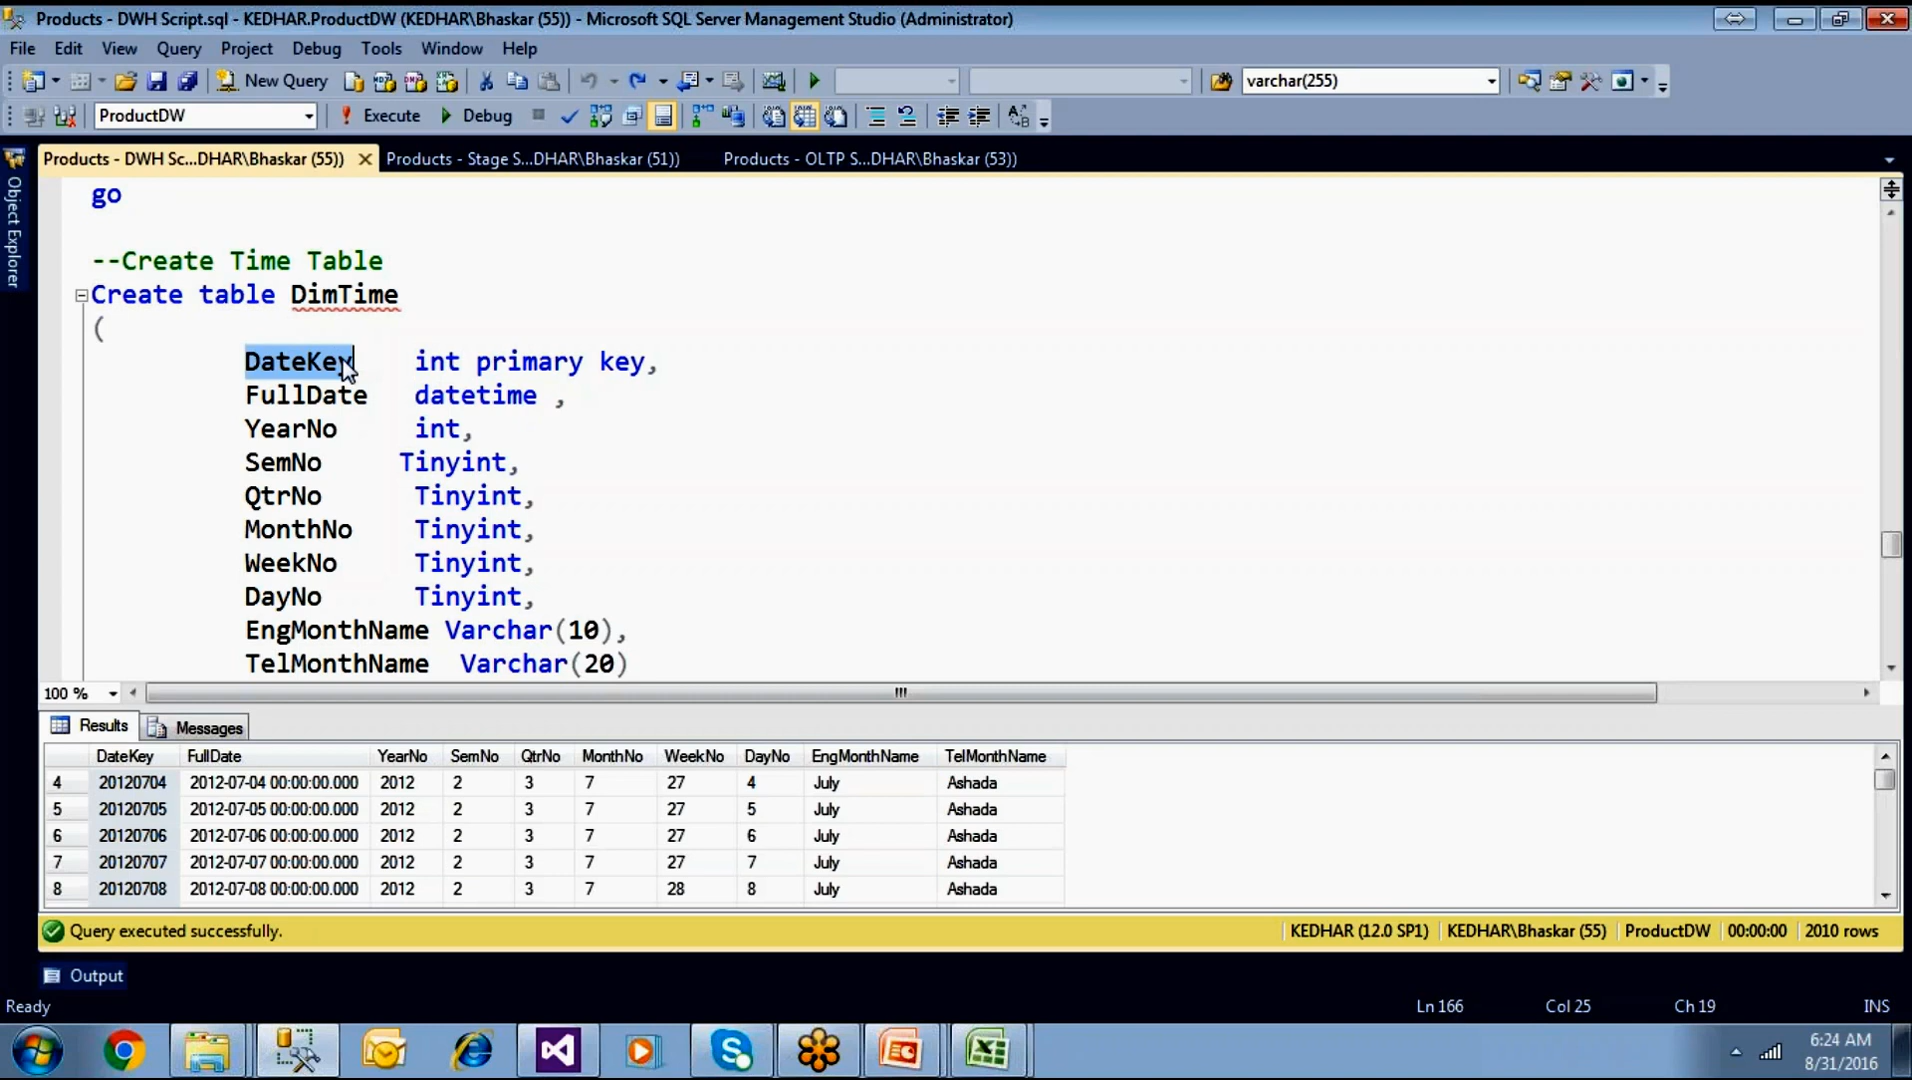 Products - DWH Script.sql - KEDHAR.ProductDW (KEDHAR\Bhaskar (55)) - Microsoft SQL Server Management Studio (Administrator)
File Edit View Query Project Debug Tools Window Help
New Query varchar(255)
ProductDW Execute Debug
Products - DWH Sc...DHAR\Bhaskar (55)) Products - Stage S...DHAR\Bhaskar (51)) Products - OLTP S...DHAR\Bhaskar (53))
Object Explorer
go
--Create Time Table
Create table DimTime
(
DateKey int primary key,
FullDate datetime ,
YearNo int,
SemNo Tinyint,
QtrNo Tinyint,
MonthNo Tinyint,
WeekNo Tinyint,
DayNo Tinyint,
EngMonthName Varchar(10),
TelMonthName Varchar(20)
100 %
Results Messages
DateKey FullDate YearNo SemNo QtrNo MonthNo WeekNo DayNo EngMonthName TelMonthName
4 20120704 2012-07-04 00:00:00.000 2012 2 3 7 27 4 July Ashada
5 20120705 2012-07-05 00:00:00.000 2012 2 3 7 27 5 July Ashada
6 20120706 2012-07-06 00:00:00.000 2012 2 3 7 27 6 July Ashada
7 20120707 2012-07-07 00:00:00.000 2012 2 3 7 27 7 July Ashada
8 20120708 2012-07-08 00:00:00.000 2012 2 3 7 28 8 July Ashada
Query executed successfully. KEDHAR (12.0 SP1) KEDHAR\Bhaskar (55) ProductDW 00:00:00 2010 rows
Output
Ready Ln 166 Col 25 Ch 19 INS
6:24 AM
8/31/2016